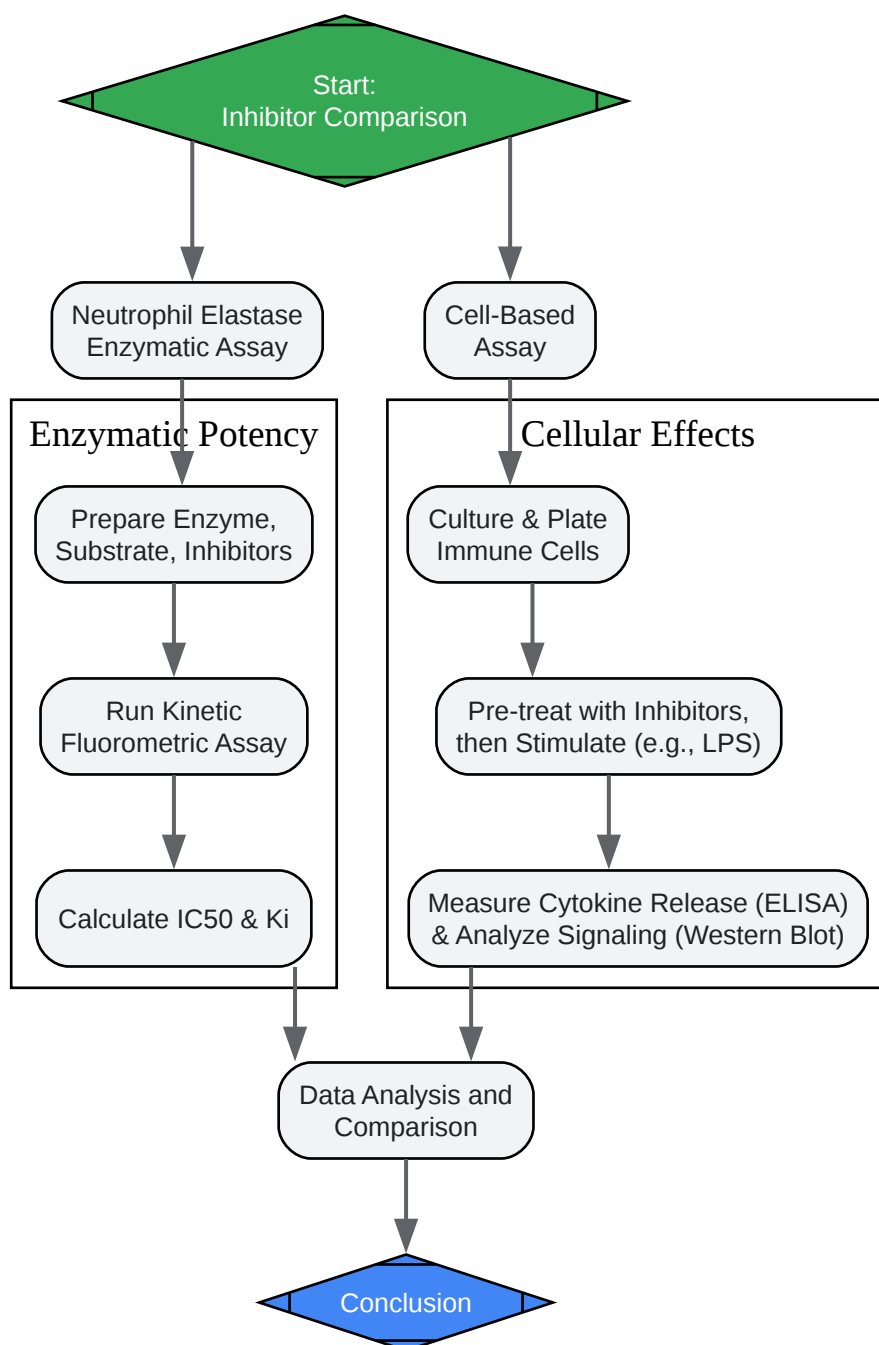 Start:
Inhibitor Comparison
Neutrophil Elastase
Enzymatic Assay
Cell-Based
Assay
Enzymatic Potency
Cellular Effects
Prepare Enzyme,
Substrate, Inhibitors
Culture & Plate
Immune Cells
Run Kinetic
Fluorometric Assay
Pre-treat with Inhibitors,
then Stimulate (e.g., LPS)
Calculate IC50 & Ki
Measure Cytokine Release (ELISA)
& Analyze Signaling (Western Blot)
Data Analysis and
Comparison
Conclusion